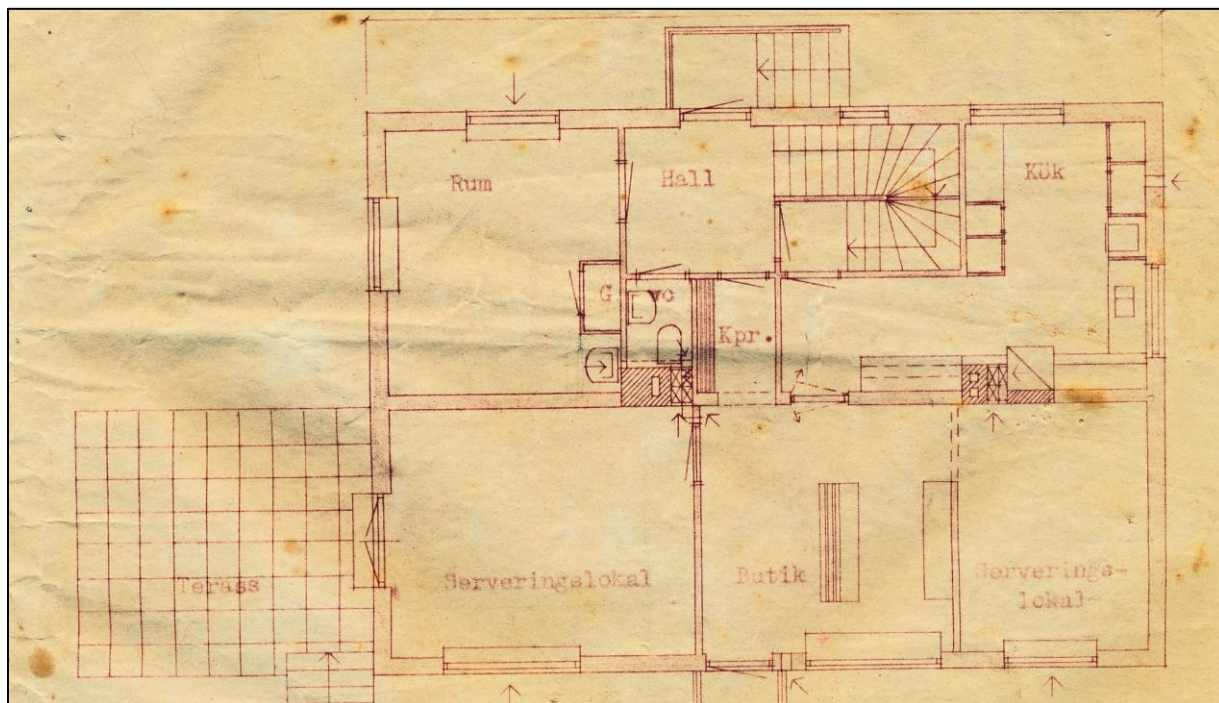 Rum
Hall
Kök
G
WC
Kpr.
Terass
Serveringslokal
Butik
Serverings-
lokal